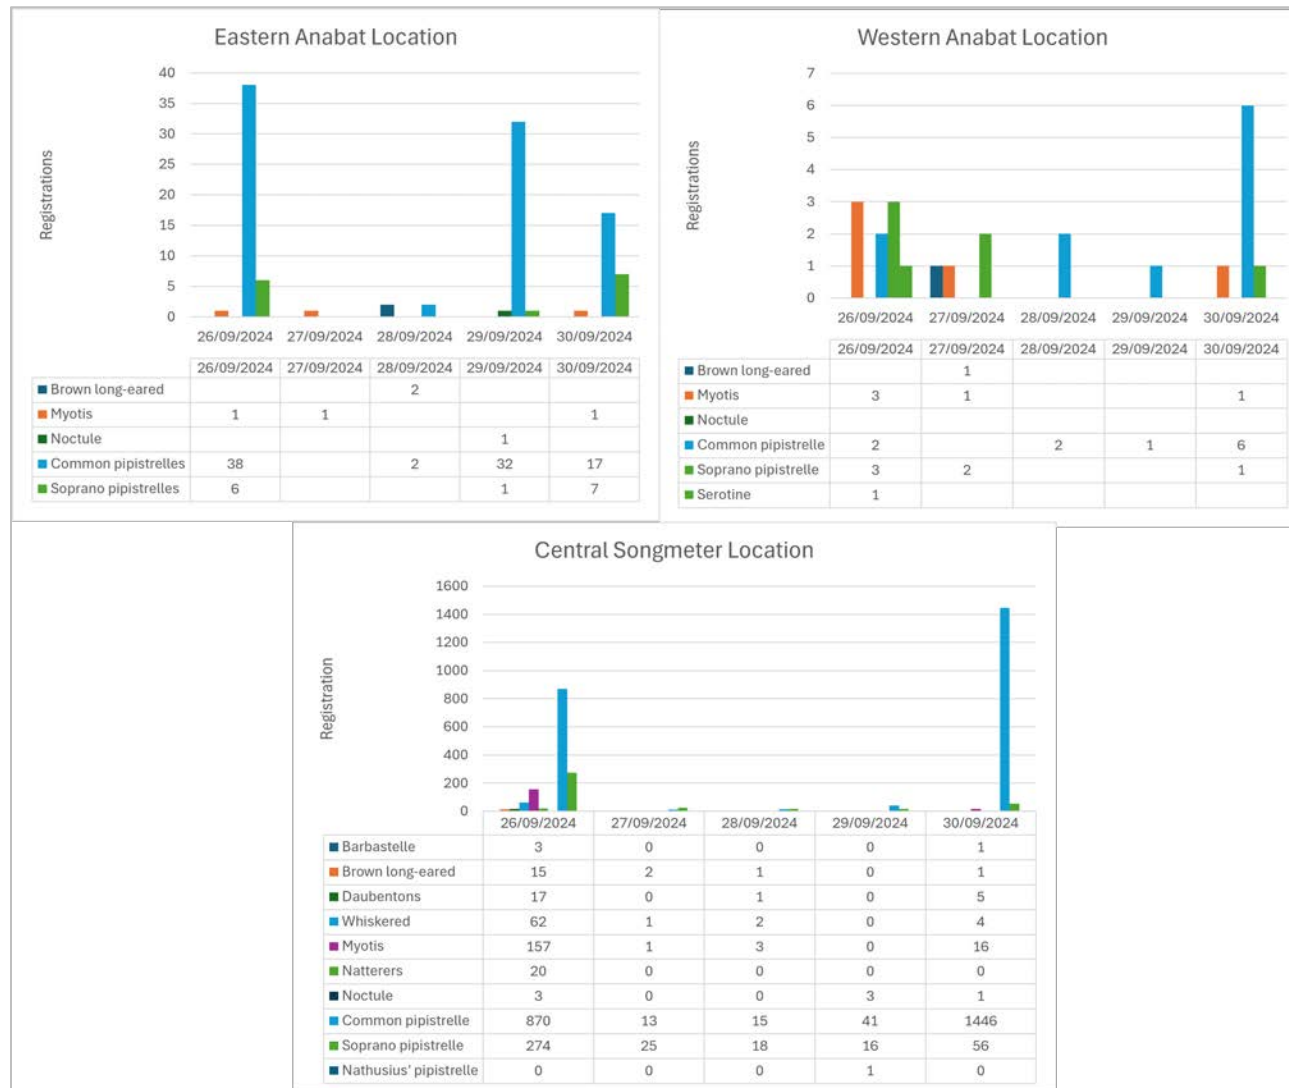 Eastern Anabat Location
Registrations
40
35
30
25
20
15
10
5
0
26/09/2024 27/09/2024 28/09/2024 29/09/2024 30/09/2024
26/09/2024 27/09/2024 28/09/2024 29/09/2024 30/09/2024
Brown long-eared 2
Myotis 1 1 1
Noctule 1
Common pipistrelles 38 2 32 17
Soprano pipistrelles 6 1 7
Western Anabat Location
Registrations
7
6
5
4
3
2
1
0
26/09/2024 27/09/2024 28/09/2024 29/09/2024 30/09/2024
26/09/2024 27/09/2024 28/09/2024 29/09/2024 30/09/2024
Brown long-eared 1
Myotis 3 1 1
Noctule
Common pipistrelle 2 2 1 6
Soprano pipistrelle 3 2 1
Serotine 1
Central Songmeter Location
Registration
1600
1400
1200
1000
800
600
400
200
0
26/09/2024 27/09/2024 28/09/2024 29/09/2024 30/09/2024
Barbastelle 3 0 0 0 1
Brown long-eared 15 2 1 0 1
Daubentons 17 0 1 0 5
Whiskered 62 1 2 0 4
Myotis 157 1 3 0 16
Natterers 20 0 0 0 0
Noctule 3 0 0 3 1
Common pipistrelle 870 13 15 41 1446
Soprano pipistrelle 274 25 18 16 56
Nathusius' pipistrelle 0 0 0 1 0